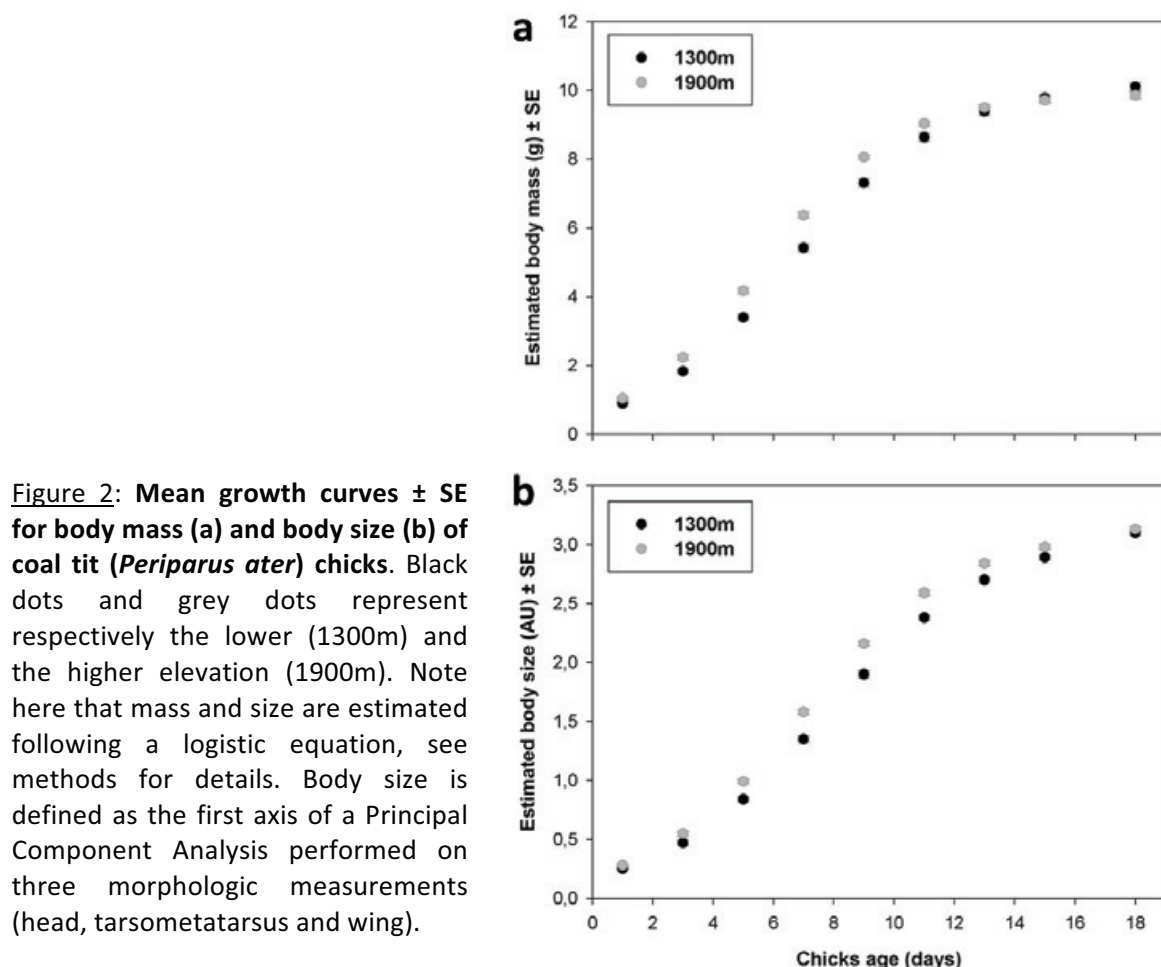 a
12
10
8
6
4
2
0
Estimated body mass (g) ± SE
1300m
1900m
b
3,5
3,0
2,5
2,0
1,5
1,0
0,5
0,0
Estimated body size (AU) ± SE
1300m
1900m
0 2 4 6 8 10 12 14 16 18
Chicks age (days)
Figure 2: Mean growth curves ± SE
for body mass (a) and body size (b) of
coal tit (Periparus ater) chicks. Black
dots and grey dots represent
respectively the lower (1300m) and
the higher elevation (1900m). Note
here that mass and size are estimated
following a logistic equation, see
methods for details. Body size is
defined as the first axis of a Principal
Component Analysis performed on
three morphologic measurements
(head, tarsometatarsus and wing).